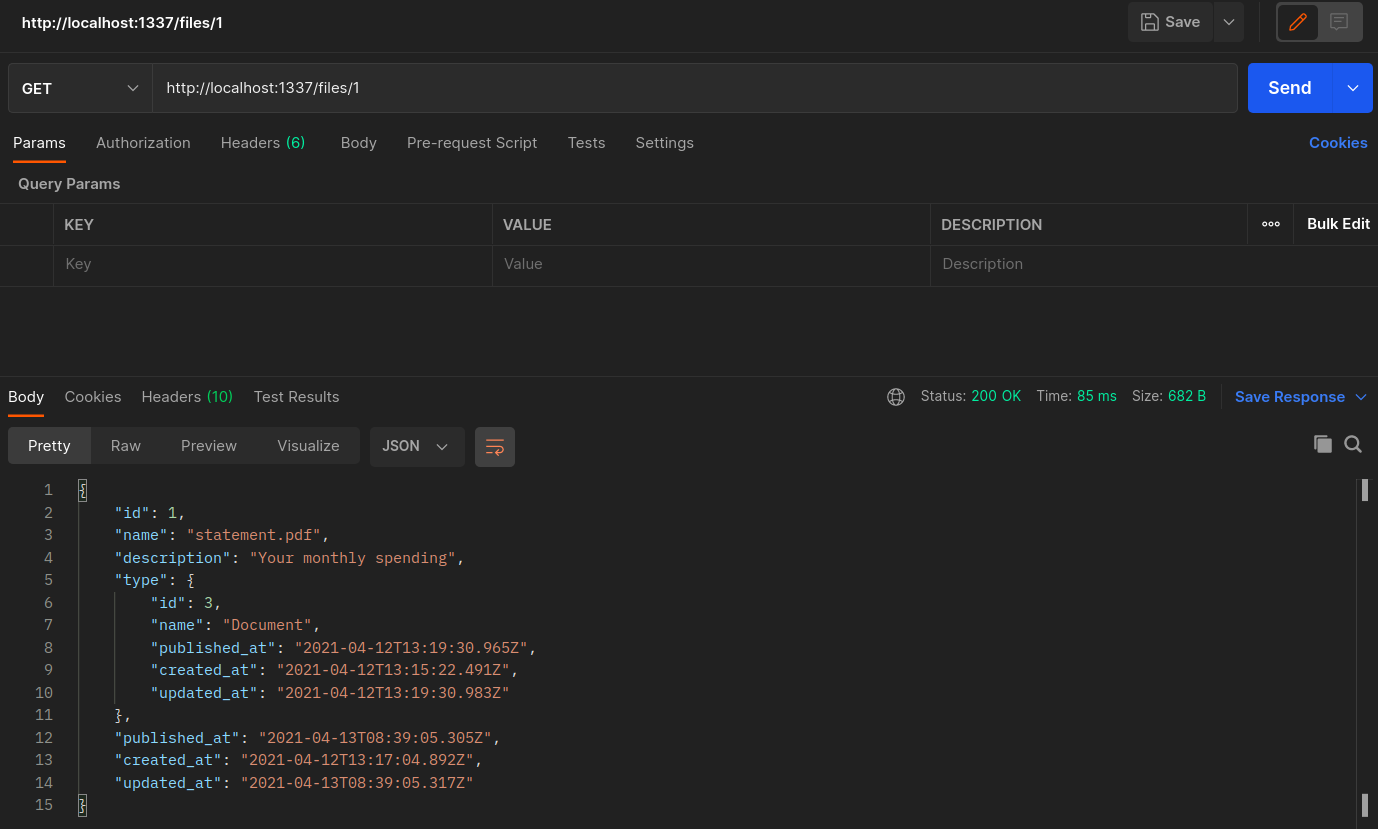 http://localhost:1337/files/1 Save
GET http://localhost:1337/files/1 Send
Params Authorization Headers (6) Body Pre-request Script Tests Settings Cookies
Query Params
KEY VALUE DESCRIPTION ooo Bulk Edit
Key Value Description
Body Cookies Headers (10) Test Results Status: 200 OK Time: 85 ms Size: 682 B Save Response
Pretty Raw Preview Visualize JSON
1 {
2 "id": 1,
3 "name": "statement.pdf",
4 "description": "Your monthly spending",
5 "type": {
6 "id": 3,
7 "name": "Document",
8 "published_at": "2021-04-12T13:19:30.965Z",
9 "created_at": "2021-04-12T13:15:22.491Z",
10 "updated_at": "2021-04-12T13:19:30.983Z"
11 },
12 "published_at": "2021-04-13T08:39:05.305Z",
13 "created_at": "2021-04-12T13:17:04.892Z",
14 "updated_at": "2021-04-13T08:39:05.317Z"
15 }